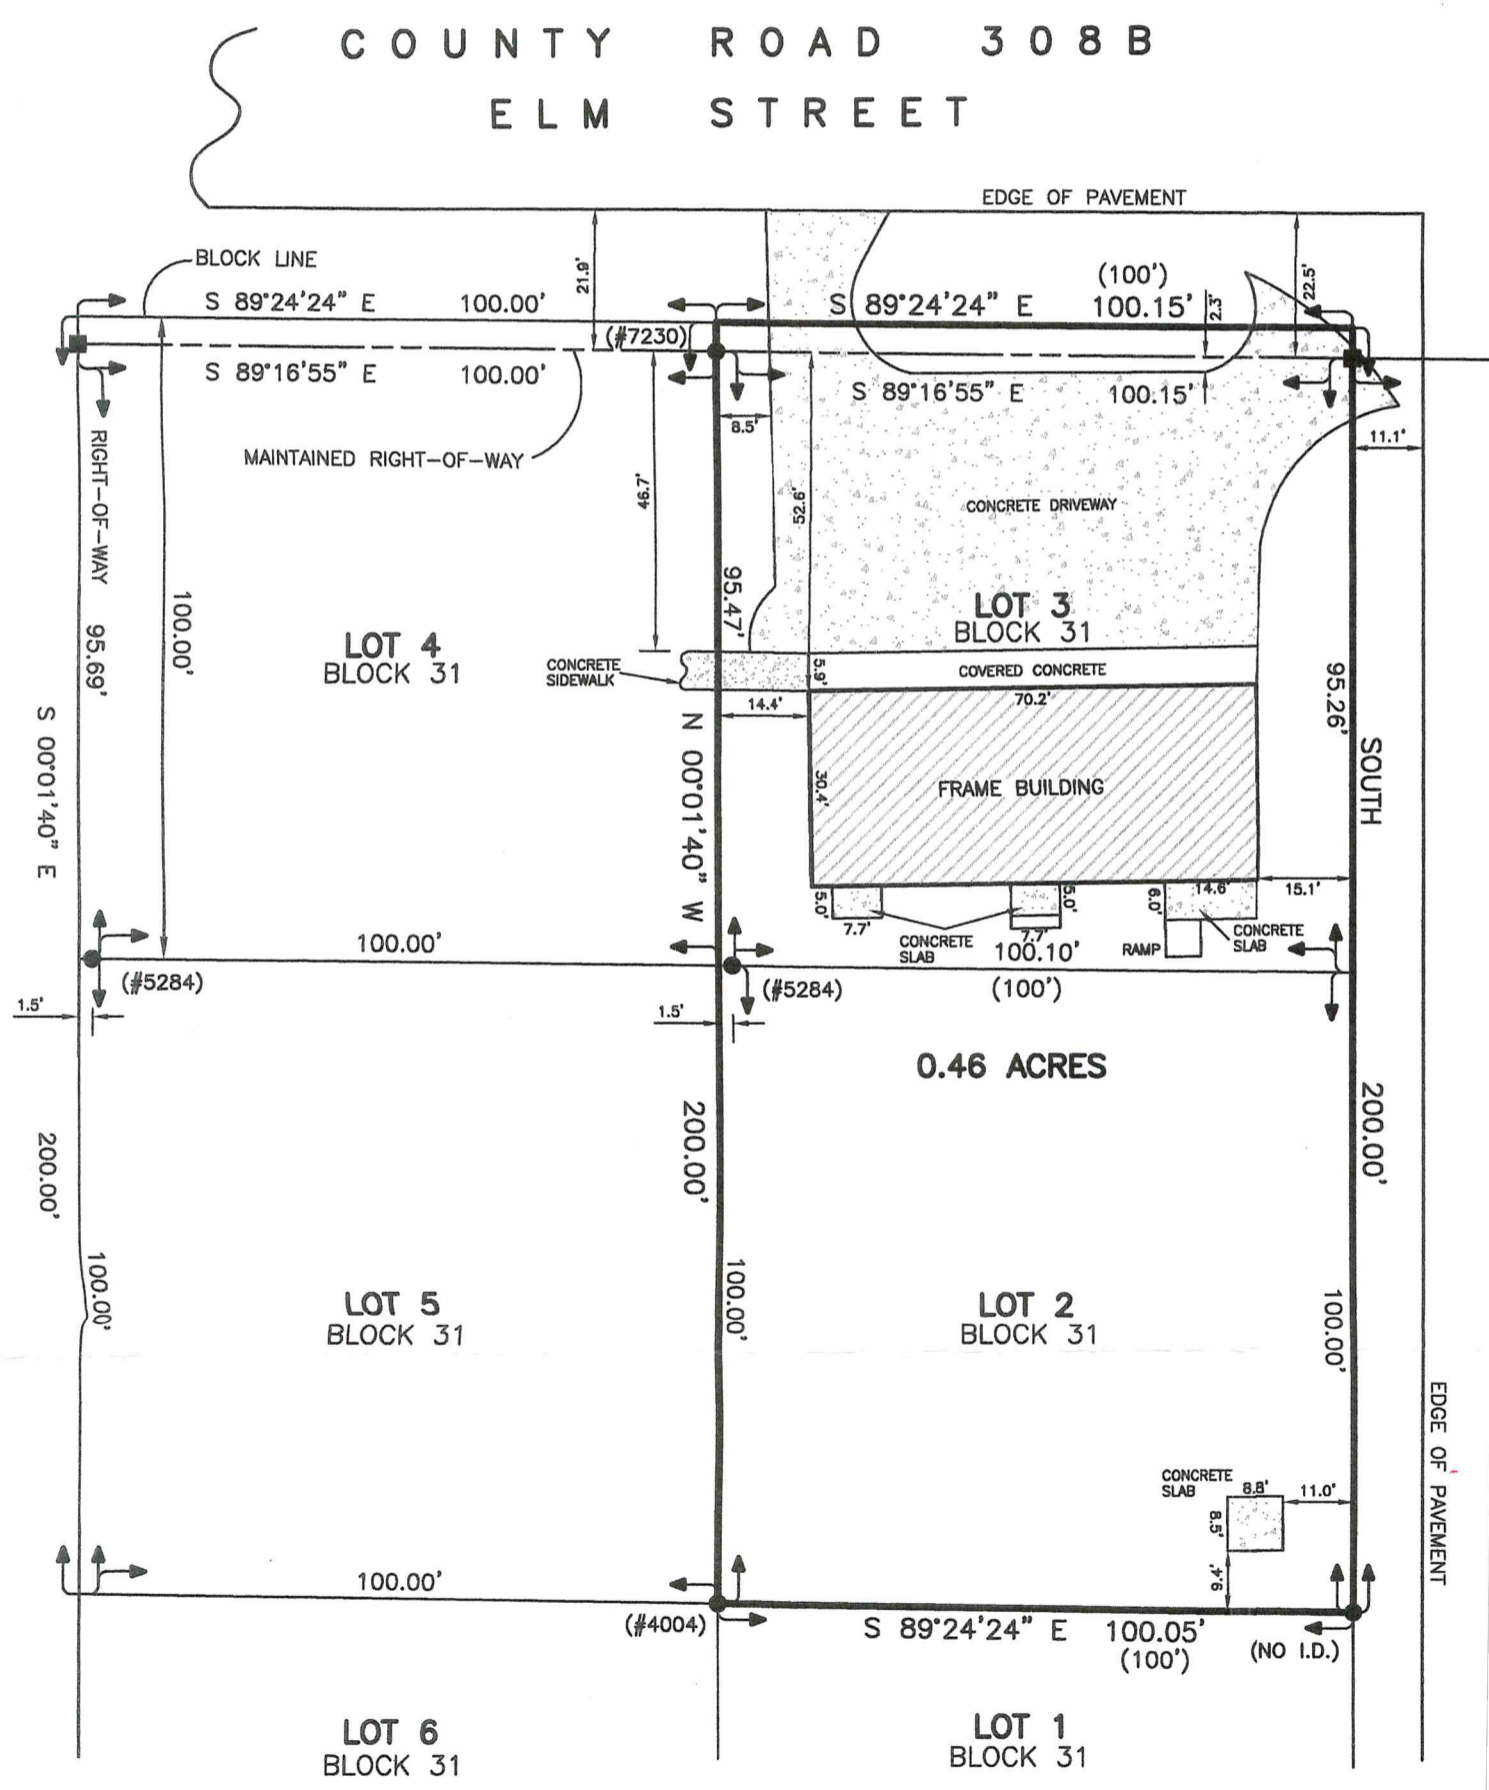 COUNTY ROAD 308B
ELM STREET
EDGE OF PAVEMENT
BLOCK LINE
S 89°24'24" E 100.00'
21.9'
(#7230)
(100')
S 89°24'24" E 100.15'
2.3'
22.5'
S 89°16'55" E 100.00'
S 89°16'55" E 100.15'
MAINTAINED RIGHT-OF-WAY
8.5'
11.1'
46.7'
52.6'
CONCRETE DRIVEWAY
RIGHT-OF-WAY 95.69'
100.00'
95.47'
LOT 4
BLOCK 31
LOT 3
BLOCK 31
CONCRETE
SIDEWALK
5.9'
COVERED CONCRETE
70.2'
95.26'
14.4'
S 00°01'40" E
N 00°01'40" W
30.4'
FRAME BUILDING
SOUTH
15.1'
5.0'
7.7'
CONCRETE
SLAB
5.0'
7.7'
6.0'
14.6'
RAMP
CONCRETE
SLAB
100.00'
100.10'
(100')
(#5284)
(#5284)
1.5'
1.5'
0.46 ACRES
200.00'
200.00'
200.00'
100.00'
100.00'
100.00'
LOT 5
BLOCK 31
LOT 2
BLOCK 31
EDGE OF PAVEMENT
CONCRETE
SLAB
8.8'
11.0'
8.5'
9.4'
100.00'
(#4004)
S 89°24'24" E 100.05'
(100')
(NO I.D.)
LOT 6
BLOCK 31
LOT 1
BLOCK 31